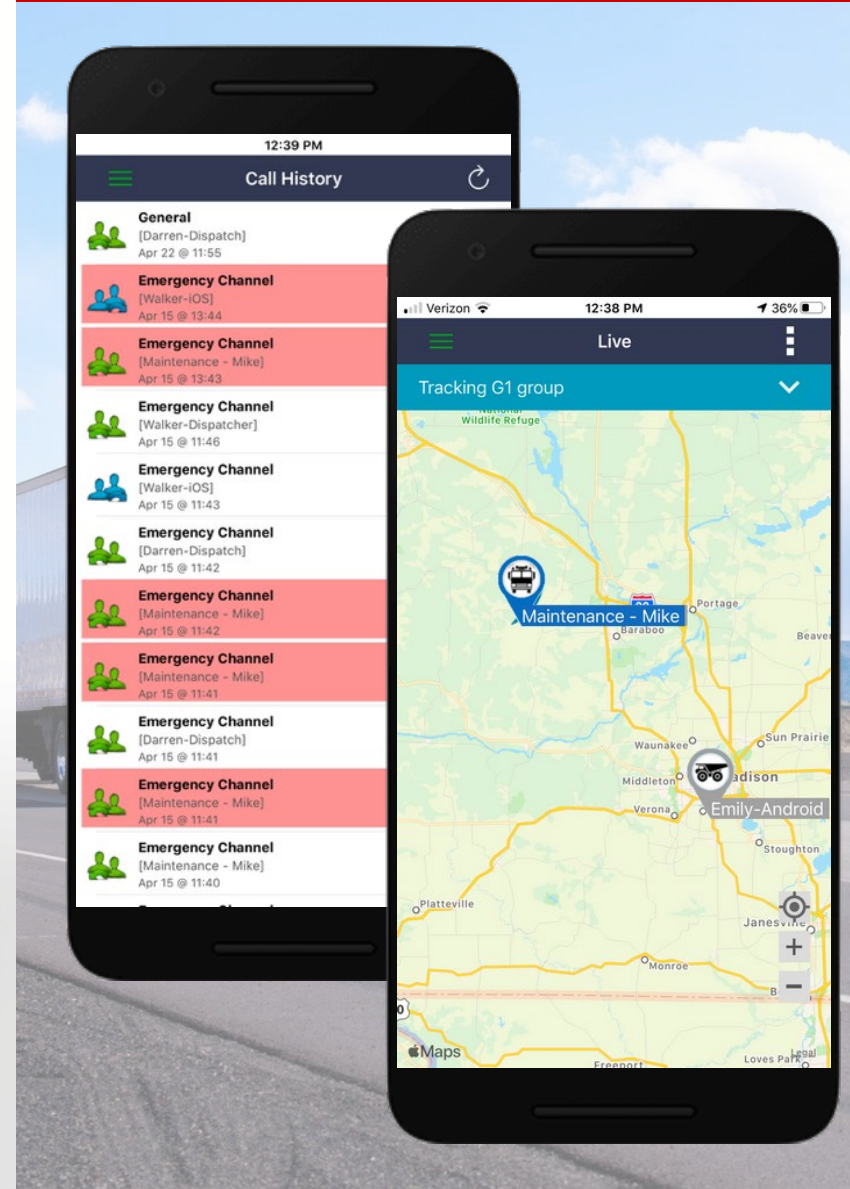 12:39 PM
Call History
General
[Darren-Dispatch]
Apr 22 @ 11:55
Emergency Channel
[Walker-iOS]
Apr 15 @ 13:44
Emergency Channel
[Maintenance - Mike]
Apr 15 @ 13:43
Emergency Channel
[Walker-Dispatcher]
Apr 15 @ 11:46
Emergency Channel
[Walker-iOS]
Apr 15 @ 11:43
Emergency Channel
[Darren-Dispatch]
Apr 15 @ 11:42
Emergency Channel
[Maintenance - Mike]
Apr 15 @ 11:42
Emergency Channel
[Maintenance - Mike]
Apr 15 @ 11:41
Emergency Channel
[Darren-Dispatch]
Apr 15 @ 11:41
Emergency Channel
[Maintenance - Mike]
Apr 15 @ 11:41
Emergency Channel
[Maintenance - Mike]
Apr 15 @ 11:40
Verizon 12:38 PM 36%
Live
Tracking G1 group
National
Wildlife Refuge
Portage
Maintenance - Mike
Baraboo
Beaver
Sun Prairie
Waunakee
Middleton
adison
Verona
Emily-Android
Stoughton
Platteville
Janesville
+
Monroe
−
B
0
Maps
Legal
Loves Park
Freeport